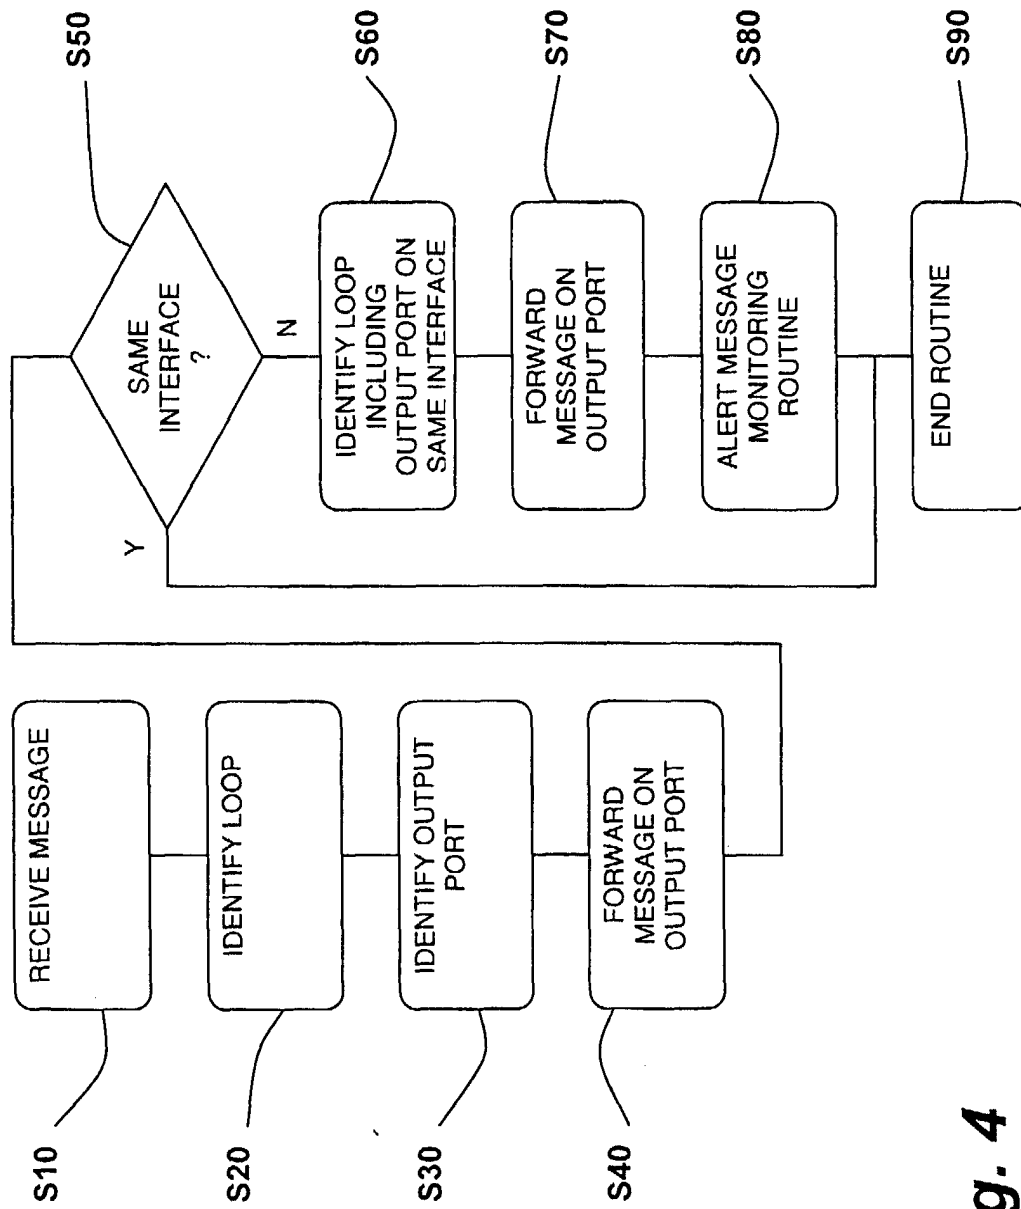 S10
RECEIVE MESSAGE
S20
IDENTIFY LOOP
S30
IDENTIFY OUTPUT
PORT
S40
FORWARD
MESSAGE ON
OUTPUT PORT
S50
SAME
INTERFACE
?
Y
N
S60
IDENTIFY LOOP
INCLUDING
OUTPUT PORT ON
SAME INTERFACE
S70
FORWARD
MESSAGE ON
OUTPUT PORT
S80
ALERT MESSAGE
MONITORING
ROUTINE
S90
END ROUTINE
g. 4